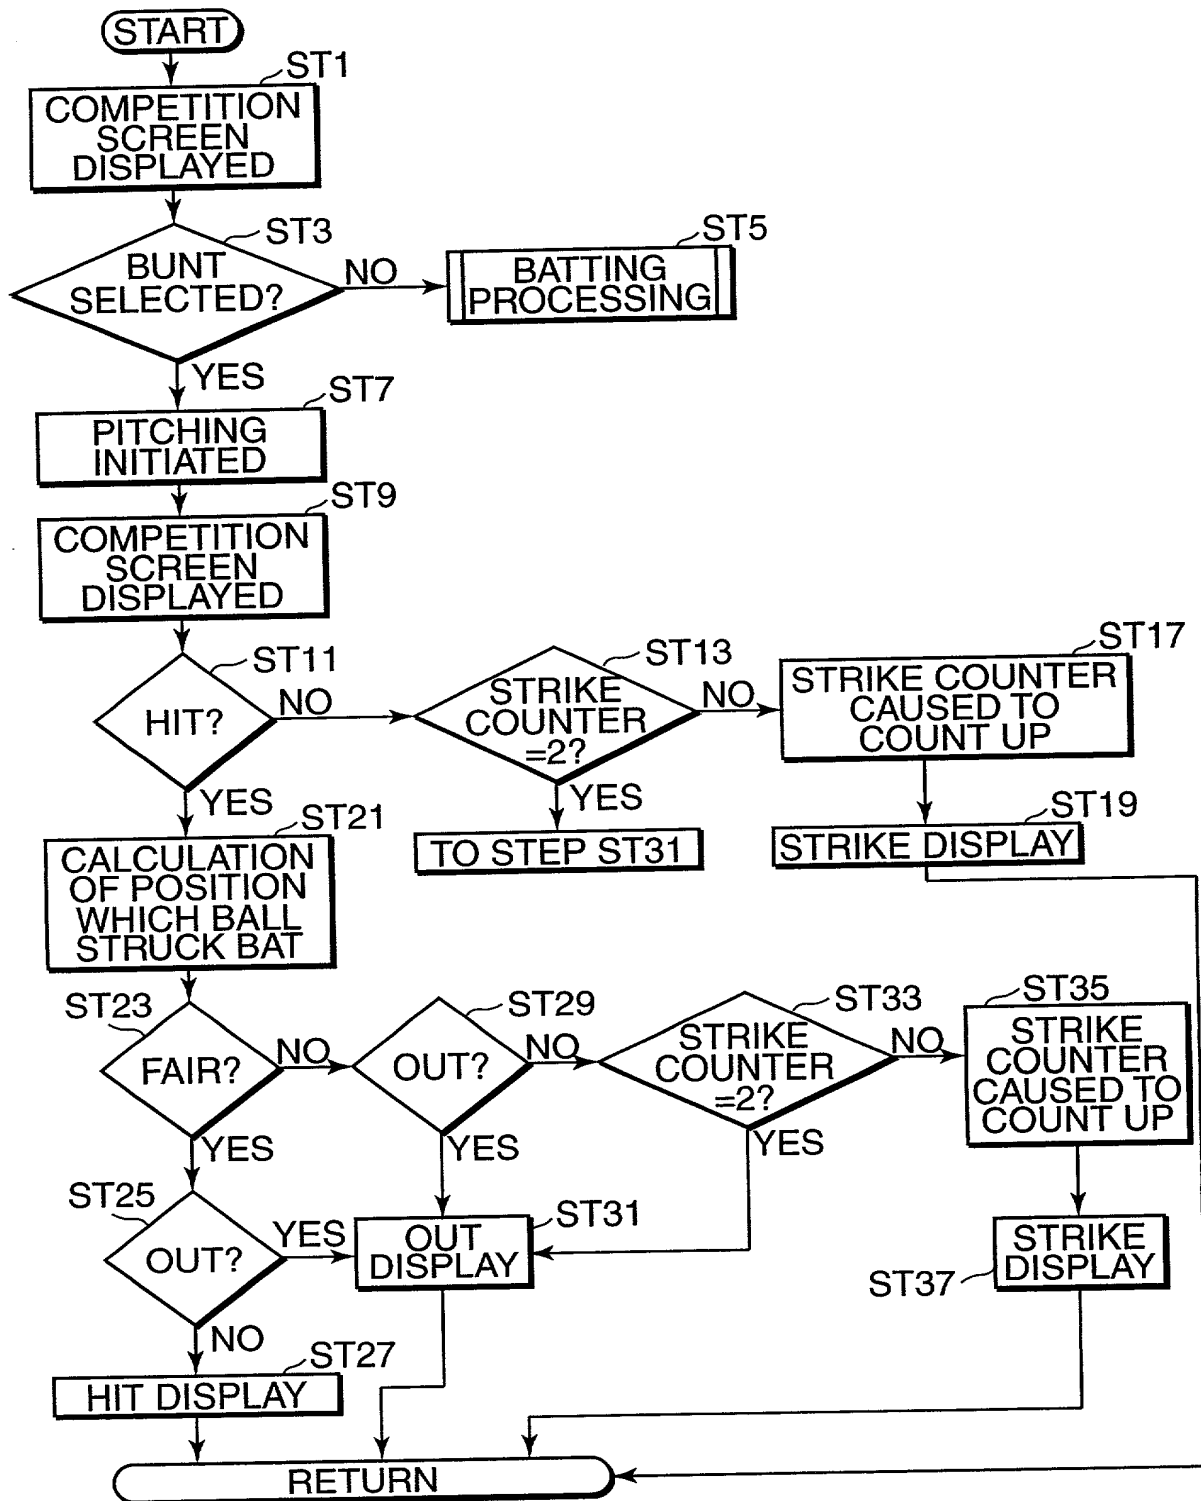 START
ST1
COMPETITION
SCREEN
DISPLAYED
ST3
BUNT
SELECTED?
NO
ST5
BATTING
PROCESSING
YES
ST7
PITCHING
INITIATED
ST9
COMPETITION
SCREEN
DISPLAYED
ST11
HIT?
NO
ST13
STRIKE
COUNTER
=2?
NO
ST17
STRIKE COUNTER
CAUSED TO
COUNT UP
YES
YES
TO STEP ST31
ST19
STRIKE DISPLAY
ST21
CALCULATION
OF POSITION
WHICH BALL
STRUCK BAT
ST23
FAIR?
NO
ST29
OUT?
NO
ST33
STRIKE
COUNTER
=2?
NO
ST35
STRIKE
COUNTER
CAUSED TO
COUNT UP
YES
YES
YES
ST25
OUT?
YES
ST31
OUT
DISPLAY
ST37
STRIKE
DISPLAY
NO
ST27
HIT DISPLAY
RETURN